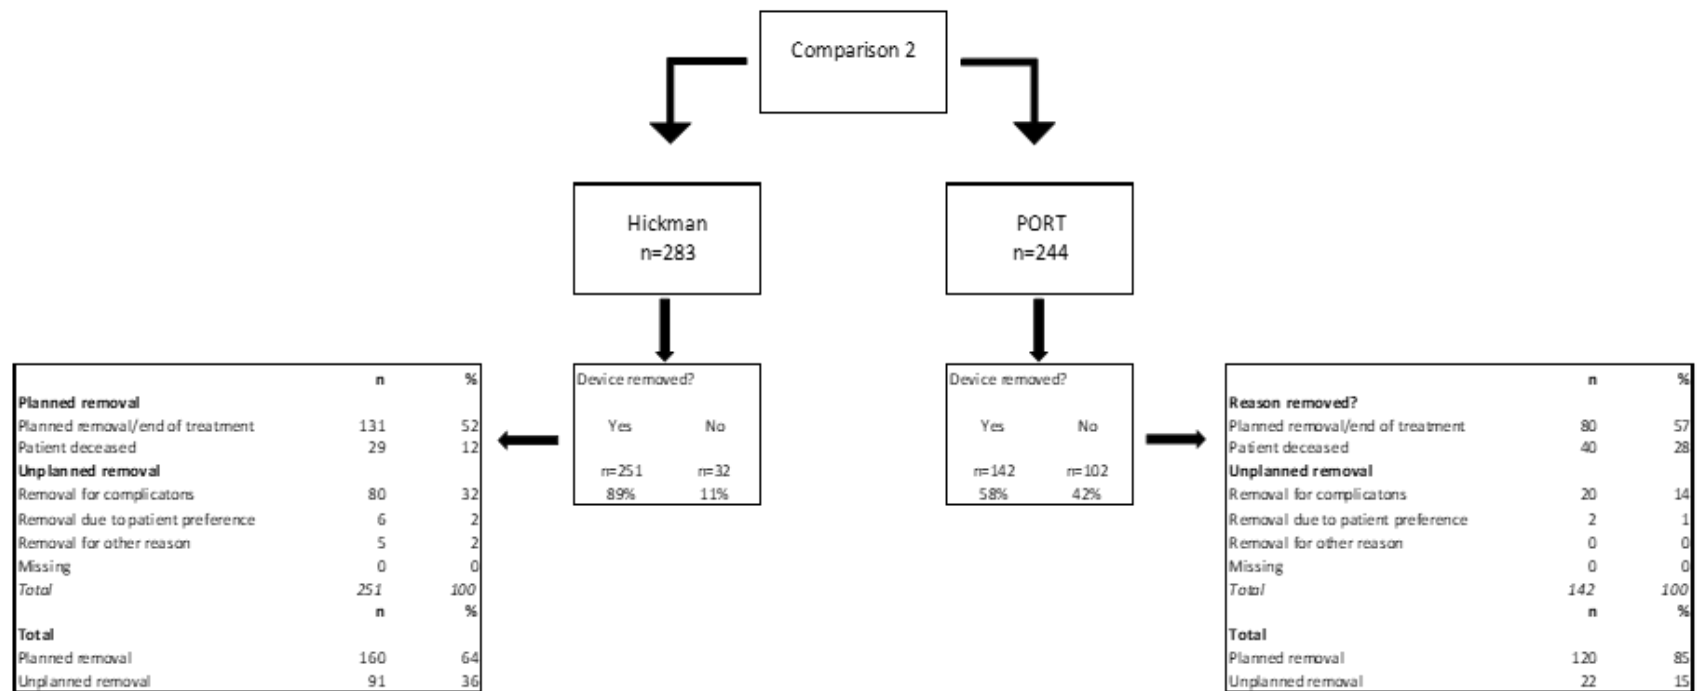 Comparison 2
Hickman
n=283
PORT
n=244
n %
Planned removal
Planned removal/end of treatment 131 52
Patient deceased 29 12
Unplanned removal
Removal for complicatons 80 32
Removal due to patient preference 6 2
Removal for other reason 5 2
Missing 0 0
Total 251 100
n %
Total
Planned removal 160 64
Unplanned removal 91 36
Device removed?
Yes No
n=251 n=32
89% 11%
Device removed?
Yes No
n=142 n=102
58% 42%
n %
Reason removed?
Planned removal/end of treatment 80 57
Patient deceased 40 28
Unplanned removal
Removal for complicatons 20 14
Removal due to patient preference 2 1
Removal for other reason 0 0
Missing 0 0
Total 142 100
n %
Total
Planned removal 120 85
Unplanned removal 22 15